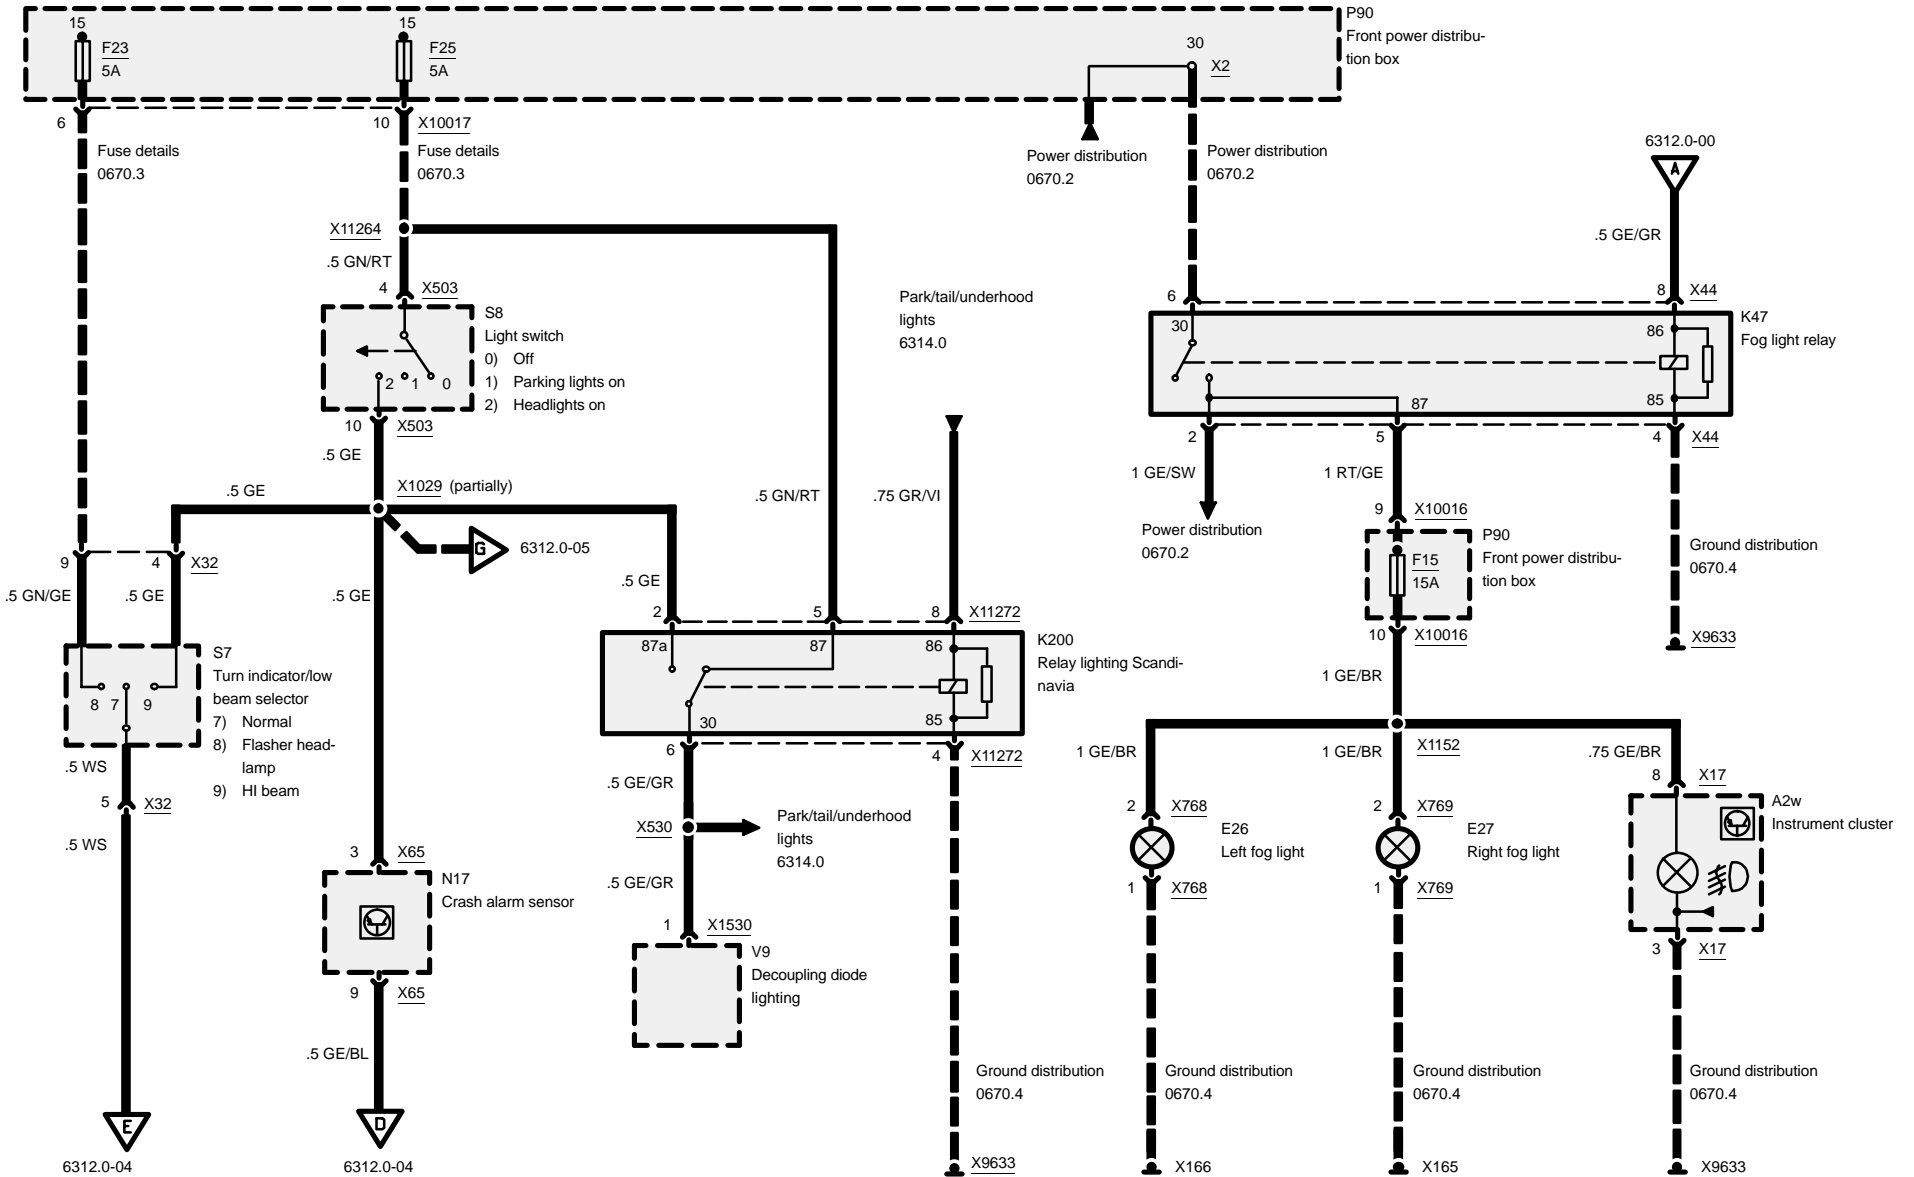 P90
Front power distribu-
tion box
15
F23
5A
15
F25
5A
30
X2
6
10
X10017
Fuse details
0670.3
Fuse details
0670.3
Power distribution
0670.2
Power distribution
0670.2
6312.0-00
A
X11264
.5 GN/RT
.5 GE/GR
4
X503
S8
Light switch
0) Off
1) Parking lights on
2) Headlights on
2
1
0
10
X503
.5 GE
Park/tail/underhood
lights
6314.0
6
8
X44
K47
Fog light relay
30
86
87
85
2
5
4
X44
1 GE/SW
1 RT/GE
Power distribution
0670.2
.5 GE
X1029 (partially)
G
6312.0-05
.5 GN/RT
.75 GR/VI
9
X10016
P90
Front power distribu-
tion box
F15
15A
10
X10016
Ground distribution
0670.4
X9633
9
4
X32
.5 GN/GE
.5 GE
.5 GE
.5 GE
2
5
8
X11272
K200
Relay lighting Scandi-
navia
87a
87
86
30
85
6
4
X11272
S7
Turn indicator/low
beam selector
7) Normal
8) Flasher head-
lamp
9) HI beam
8
7
9
.5 WS
5
X32
.5 WS
.5 GE/GR
X530
Park/tail/underhood
lights
6314.0
.5 GE/GR
1
X1530
V9
Decoupling diode
lighting
3
X65
N17
Crash alarm sensor
9
X65
.5 GE/BL
1 GE/BR
1 GE/BR
1 GE/BR
X1152
.75 GE/BR
8
X17
A2w
Instrument cluster
2
X768
E26
Left fog light
1
X768
2
X769
E27
Right fog light
1
X769
3
X17
Ground distribution
0670.4
Ground distribution
0670.4
Ground distribution
0670.4
Ground distribution
0670.4
E
6312.0-04
D
6312.0-04
X9633
X166
X165
X9633